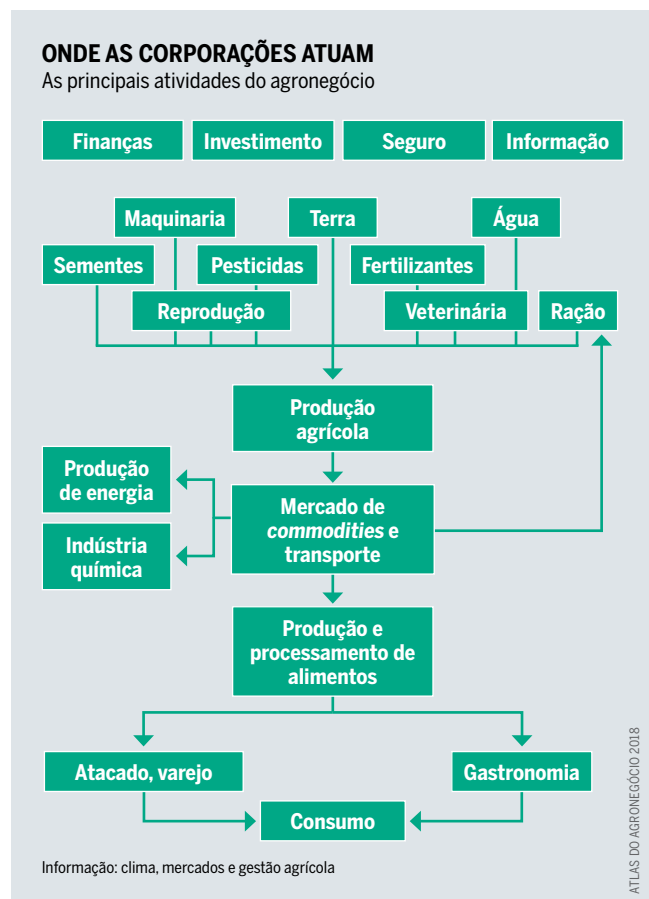 ONDE AS CORPORAÇÕES ATUAM
As principais atividades do agronegócio
Finanças
Investimento
Seguro
Informação
Maquinaria
Terra
Água
Sementes
Pesticidas
Fertilizantes
Reprodução
Veterinária
Ração
Produção
agrícola
Produção
de energia
Indústria
química
Mercado de
commodities e
transporte
Produção e
processamento de
alimentos
Atacado, varejo
Gastronomia
Consumo
Informação: clima, mercados e gestão agrícola
ATLAS DO AGRONEGÓCIO 2018